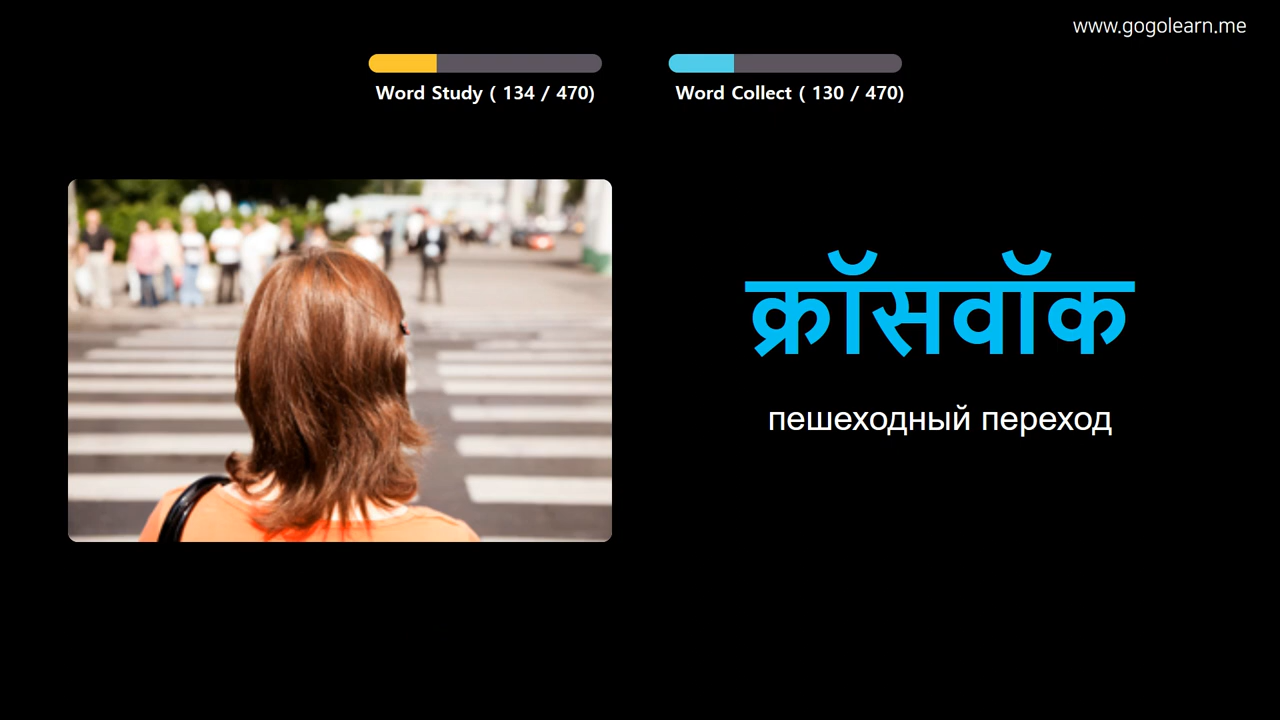 www.gogolearn.me
Word Study ( 134 / 470)
Word Collect ( 130 / 470)
क्रॉसवॉक
пешеходный переход